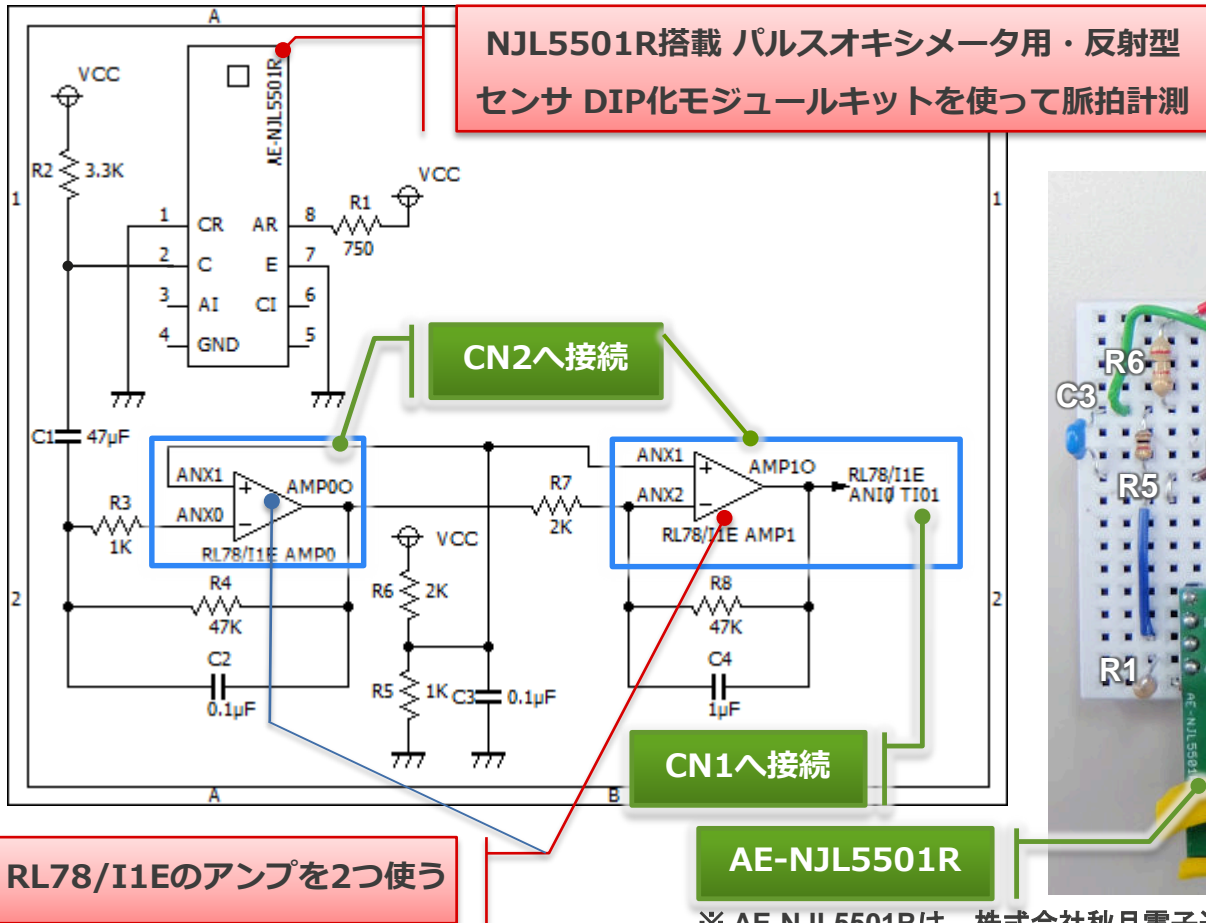 A
NJL5501R搭載 パルスオキシメータ用・反射型
センサ DIP化モジュールキットを使って脈拍計測
VCC
AE-NJL5501R
R2 3.3K
VCC
R1
750
1
1
1 CR AR 8
2 C E 7
3 AI CI 6
4 GND 5
CN2へ接続
R6
C3
R5
R1
AE-NJL5501
C1 47μF
ANX1
AMP0O
ANX0
RL78/I1E AMP0
R3
1K
R4
47K
C2
0.1μF
R7
2K
VCC
R6 2K
R5 1K
C3 0.1μF
ANX1
AMP1O
ANX2
RL78/I1E AMP1
RL78/I1E
ANI0 TI01
R8
47K
C4
1μF
2
2
A
B
CN1へ接続
RL78/I1Eのアンプを2つ使う
AE-NJL5501R